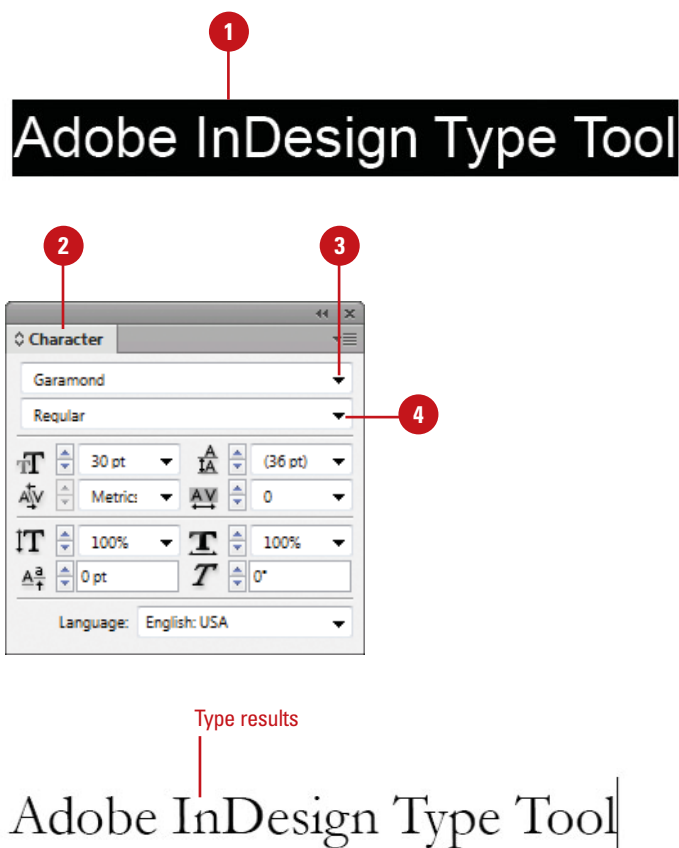 1
Adobe InDesign Type Tool
2 3
Character
Garamond
Regular 4
30 pt (36 pt)
Metrics 0
100% 100%
0 pt 0°
Language: English: USA
Type results
Adobe InDesign Type Tool